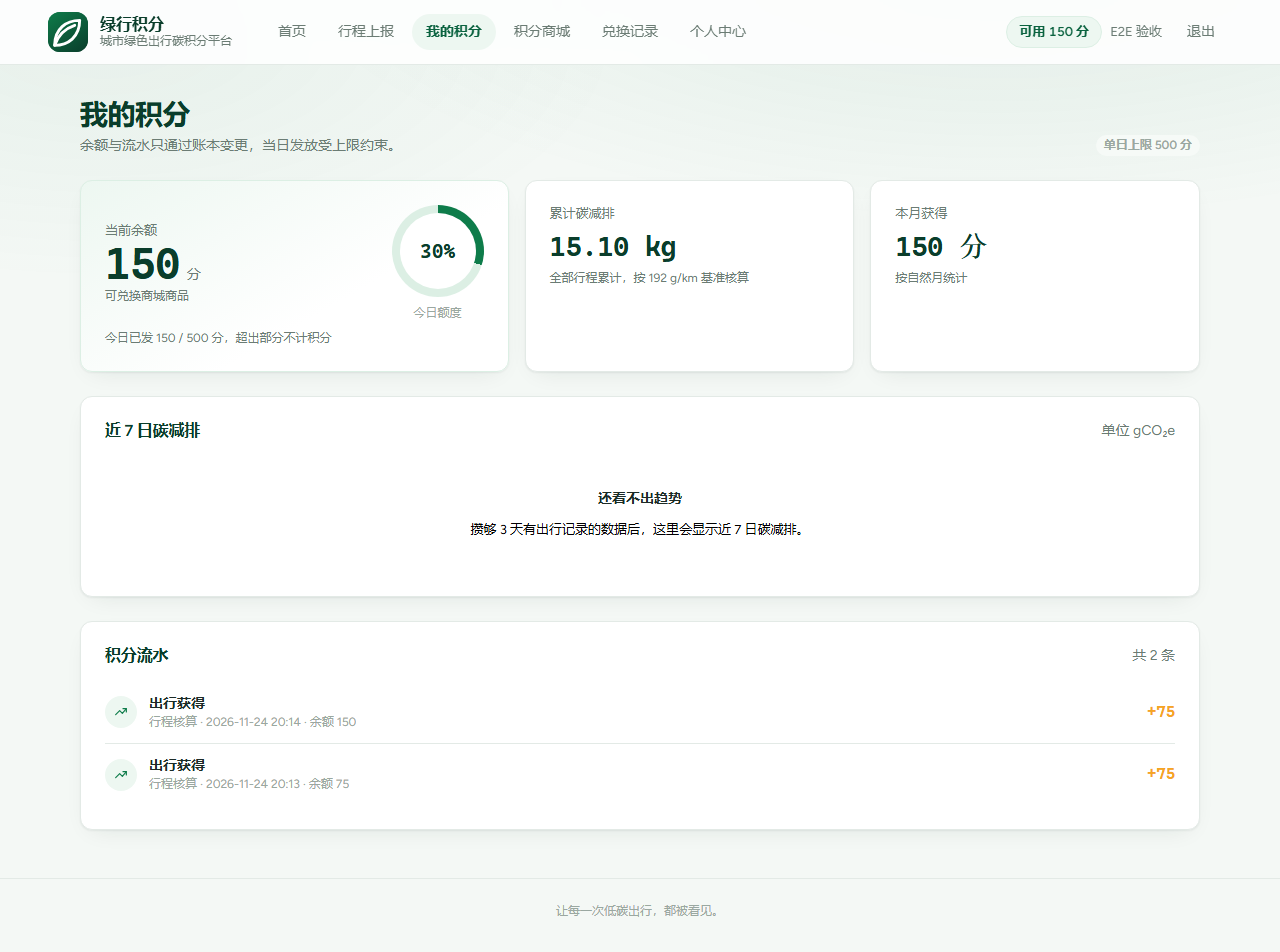 绿行积分
城市绿色出行碳积分平台
首页 行程上报 我的积分 积分商城 兑换记录 个人中心
可用 150 分 E2E 验收 退出
我的积分
余额与流水只通过账本变更，当日发放受上限约束。
单日上限 500 分
当前余额
150 分
可兑换商城商品
今日已发 150 / 500 分，超出部分不计积分
30%
今日额度
累计碳减排
15.10 kg
全部行程累计，按 192 g/km 基准核算
本月获得
150 分
按自然月统计
近 7 日碳减排
单位 gCO₂e
还看不出趋势
攒够 3 天有出行记录的数据后，这里会显示近 7 日碳减排。
积分流水
共 2 条
出行获得
行程核算 · 2026-11-24 20:14 · 余额 150
+75
出行获得
行程核算 · 2026-11-24 20:13 · 余额 75
+75
让每一次低碳出行，都被看见。